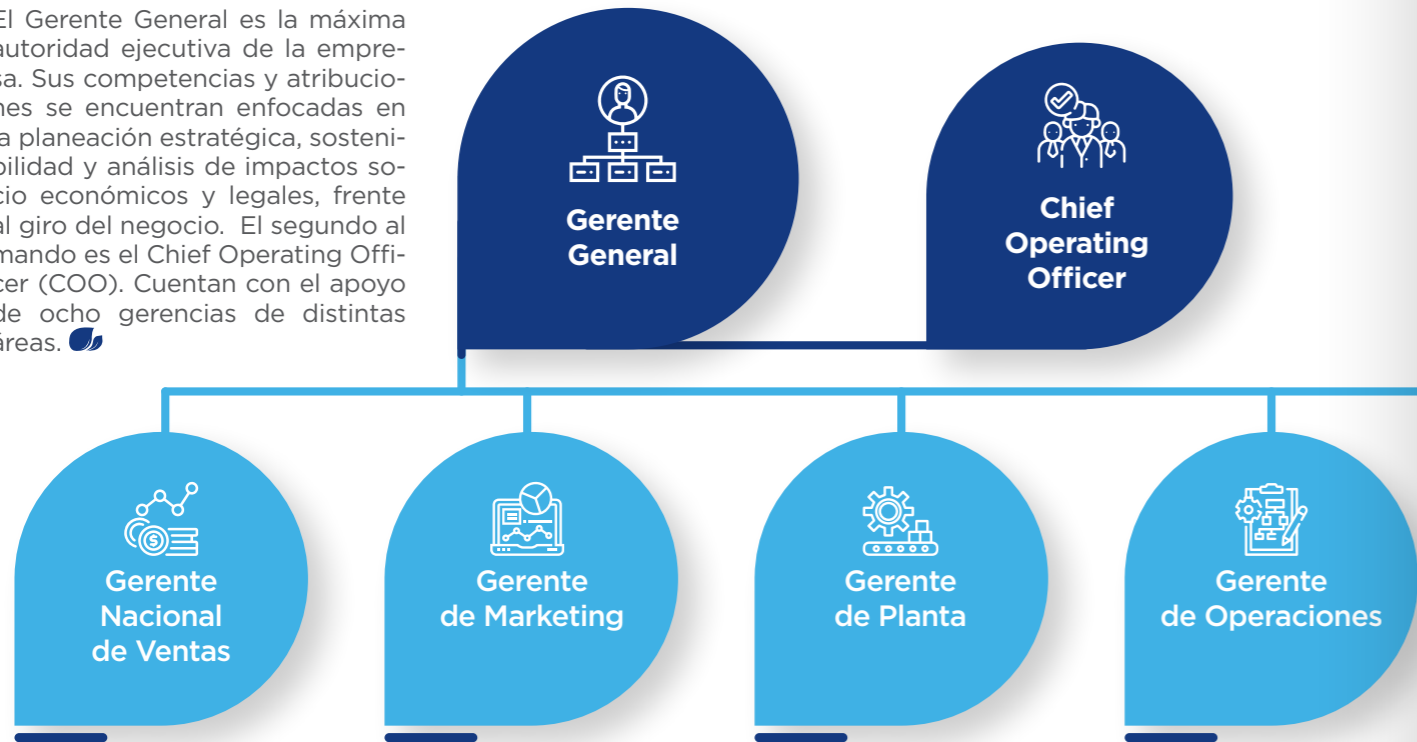 El Gerente General es la máxima
autoridad ejecutiva de la empre-
sa. Sus competencias y atribucio-
nes se encuentran enfocadas en
la planeación estratégica, sosteni-
bilidad y análisis de impactos so-
cio económicos y legales, frente
al giro del negocio. El segundo al
mando es el Chief Operating Offi-
cer (COO). Cuentan con el apoyo
de ocho gerencias de distintas
áreas.
Gerente
General
Chief
Operating
Officer
Gerente
Nacional
de Ventas
Gerente
de Marketing
Gerente
de Planta
Gerente
de Operaciones